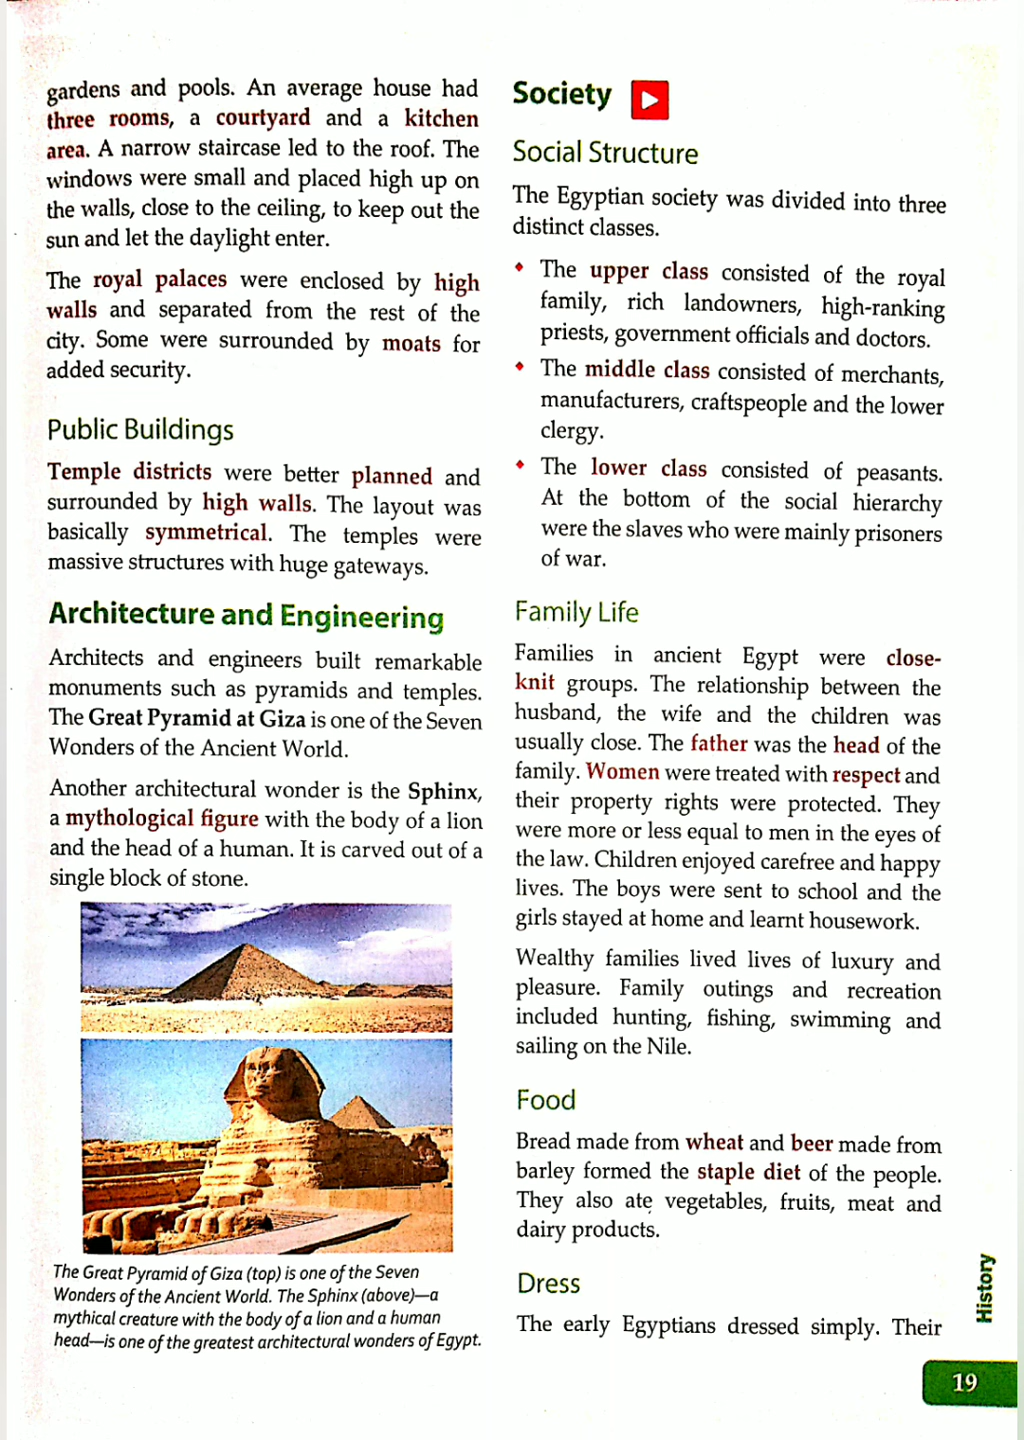 gardens and pools. An average house had
three rooms, a courtyard and a kitchen
area. A narrow staircase led to the roof. The
windows were small and placed high up on
the walls, close to the ceiling, to keep out the
sun and let the daylight enter.
The royal palaces were enclosed by high
walls and separated from the rest of the
city. Some were surrounded by moats for
added security.
Public Buildings
Temple districts were better planned and
surrounded by high walls. The layout was
basically symmetrical. The temples were
massive structures with huge gateways.
Architecture and Engineering
Architects and engineers built remarkable
monuments such as pyramids and temples.
The Great Pyramid at Giza is one of the Seven
Wonders of the Ancient World.
Another architectural wonder is the Sphinx,
a mythological figure with the body of a lion
and the head of a human. It is carved out of a
single block of stone.
The Great Pyramid of Giza (top) is one of the Seven
Wonders of the Ancient World. The Sphinx (above)—a
mythical creature with the body of a lion and a human
head—is one of the greatest architectural wonders of Egypt.
Society
Social Structure
The Egyptian society was divided into three
distinct classes.
• The upper class consisted of the royal
family, rich landowners, high-ranking
priests, government officials and doctors.
• The middle class consisted of merchants,
manufacturers, craftspeople and the lower
clergy.
• The lower class consisted of peasants.
At the bottom of the social hierarchy
were the slaves who were mainly prisoners
of war.
Family Life
Families in ancient Egypt were close-
knit groups. The relationship between the
husband, the wife and the children was
usually close. The father was the head of the
family. Women were treated with respect and
their property rights were protected. They
were more or less equal to men in the eyes of
the law. Children enjoyed carefree and happy
lives. The boys were sent to school and the
girls stayed at home and learnt housework.
Wealthy families lived lives of luxury and
pleasure. Family outings and recreation
included hunting, fishing, swimming and
sailing on the Nile.
Food
Bread made from wheat and beer made from
barley formed the staple diet of the people.
They also ate vegetables, fruits, meat and
dairy products.
Dress
The early Egyptians dressed simply. Their
History
19